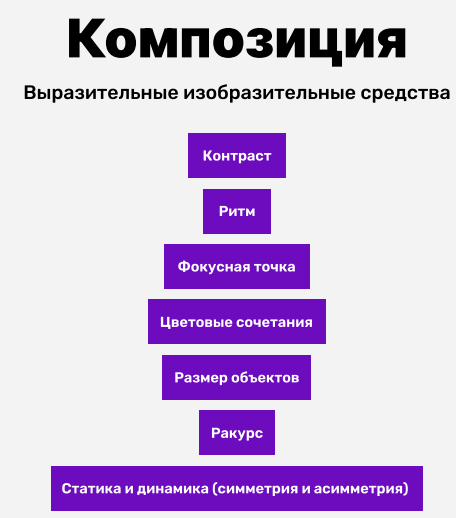 Композиция
Выразительные изобразительные средства
Контраст
Ритм
Фокусная точка
Цветовые сочетания
Размер объектов
Ракурс
Статика и динамика (симметрия и асимметрия)